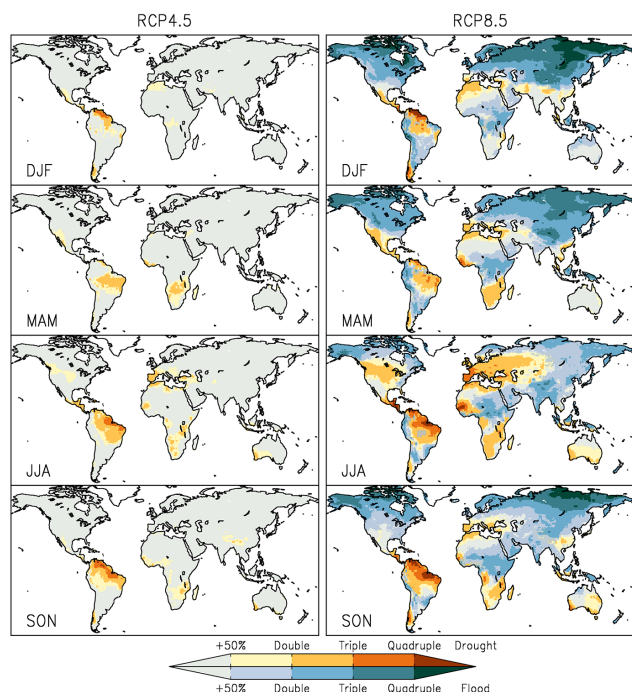 RCP4.5 RCP8.5
DJF DJF
MAM MAM
JJA JJA
SON SON
+50% Double Triple Quadruple Drought
+50% Double Triple Quadruple Flood